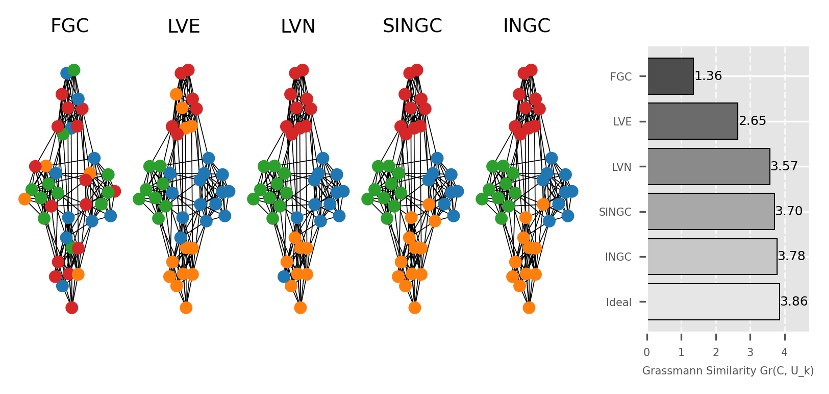 FGC LVE LVN SINGC INGC
FGC 1.36
LVE 2.65
LVN 3.57
SINGC 3.70
INGC 3.78
Ideal 3.86
0 1 2 3 4
Grassmann Similarity Gr(C, U_k)